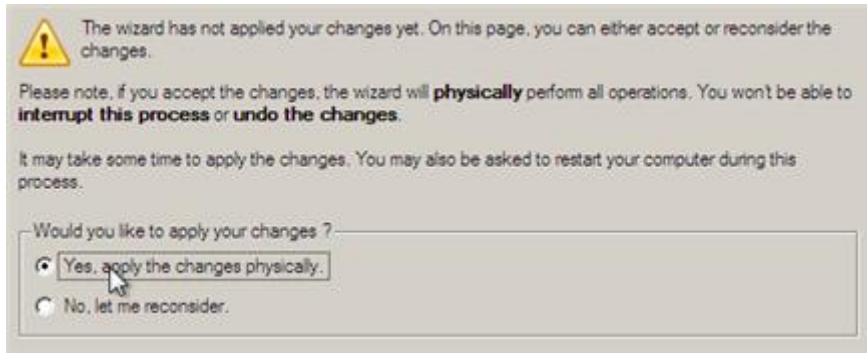 The wizard has not applied your changes yet. On this page, you can either accept or reconsider the
changes.
Please note, if you accept the changes, the wizard will physically perform all operations. You won't be able to
interrupt this process or undo the changes.
It may take some time to apply the changes. You may also be asked to restart your computer during this
process.
Would you like to apply your changes ?
Yes, apply the changes physically.
No, let me reconsider.